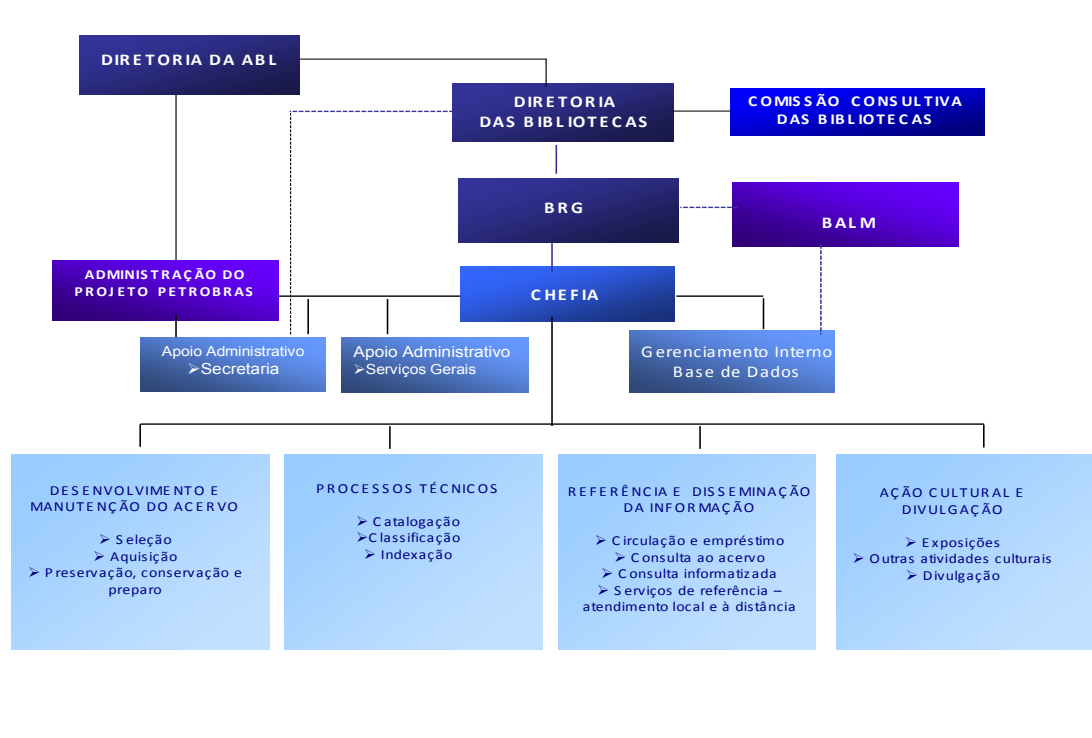 DIRETORIA DA ABL
DIRETORIA
DAS BIBLIOTECAS
COMISSÃO CONSULTIVA
DAS BIBLIOTECAS
BRG
BALM
ADMINISTRAÇÃO DO
PROJETO PETROBRAS
CHEFIA
Apoio Administrativo
➢Secretaria
Apoio Administrativo
➢Serviços Gerais
Gerenciamento Interno
Base de Dados
DESENVOLVIMENTO E
MANUTENÇÃO DO ACERVO
➢ Seleção
➢ Aquisição
➢ Preservação, conservação e
preparo
PROCESSOS TÉCNICOS
➢ Catalogação
➢Classificação
➢ Indexação
REFERÊNCIA E DISSEMINAÇÃO
DA INFORMAÇÃO
➢ Circulação e empréstimo
➢ Consulta ao acervo
➢ Consulta informatizada
➢ Serviços de referência –
atendimento local e à distância
AÇÃO CULTURAL E
DIVULGAÇÃO
➢ Exposições
➢ Outras atividades culturais
➢ Divulgação